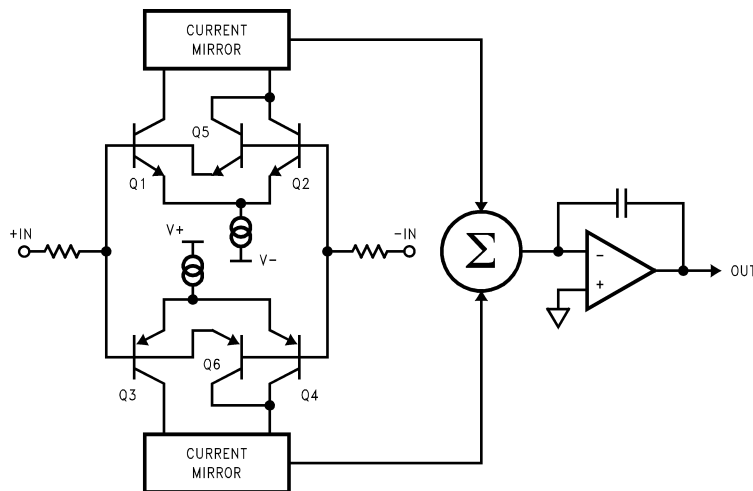 CURRENT
MIRROR
Q5
Q1
Q2
+IN
V+
-IN
V-
Σ
-
+
OUT
Q6
Q3
Q4
CURRENT
MIRROR